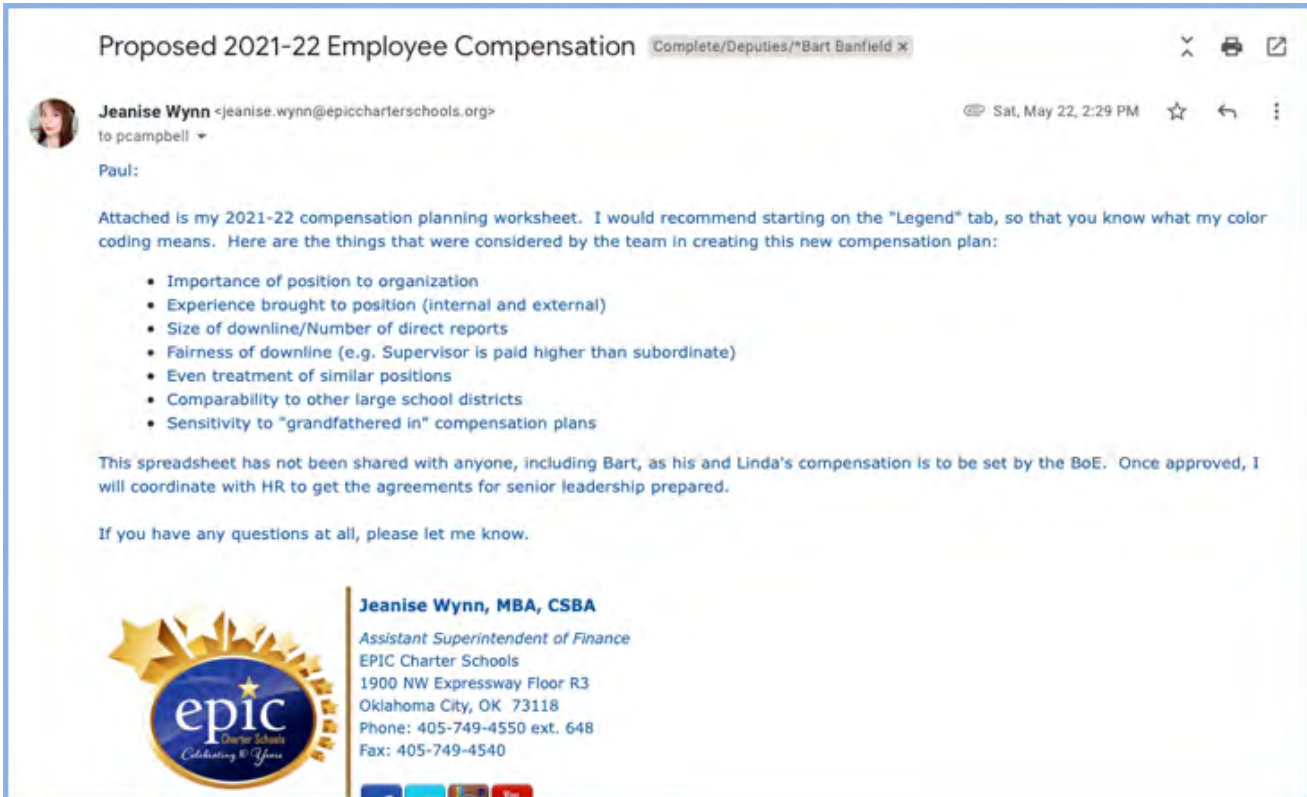 Proposed 2021-22 Employee Compensation Complete/Deputies/*Bart Banfield ×
Jeanise Wynn <jeanise.wynn@epiccharterschools.org> Sat, May 22, 2:29 PM
to pcampbell
Paul:
Attached is my 2021-22 compensation planning worksheet. I would recommend starting on the "Legend" tab, so that you know what my color
coding means. Here are the things that were considered by the team in creating this new compensation plan:
• Importance of position to organization
• Experience brought to position (internal and external)
• Size of downline/Number of direct reports
• Fairness of downline (e.g. Supervisor is paid higher than subordinate)
• Even treatment of similar positions
• Comparability to other large school districts
• Sensitivity to "grandfathered in" compensation plans
This spreadsheet has not been shared with anyone, including Bart, as his and Linda's compensation is to be set by the BoE. Once approved, I
will coordinate with HR to get the agreements for senior leadership prepared.
If you have any questions at all, please let me know.
epic
Charter Schools
Celebrating 10 Years
Jeanise Wynn, MBA, CSBA
Assistant Superintendent of Finance
EPIC Charter Schools
1900 NW Expressway Floor R3
Oklahoma City, OK 73118
Phone: 405-749-4550 ext. 648
Fax: 405-749-4540
You